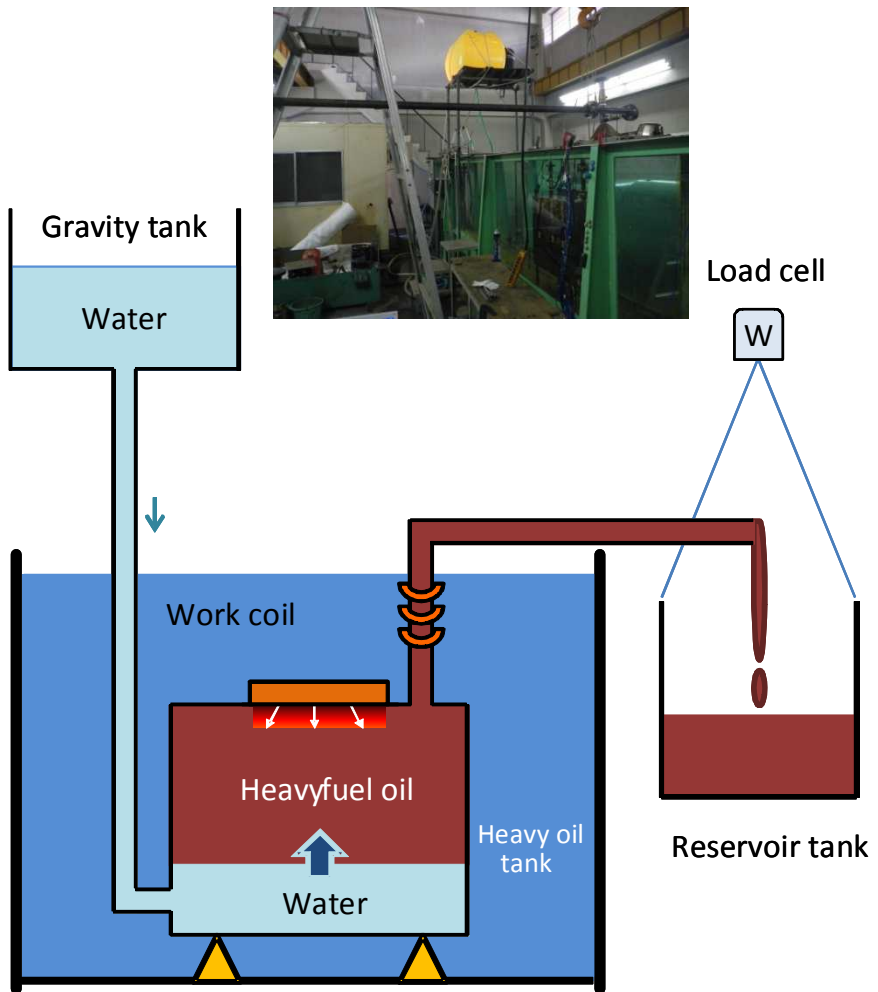 Gravity tank
Water
Load cell
W
Work coil
Heavyfuel oil
Heavy oil
tank
Water
Reservoir tank